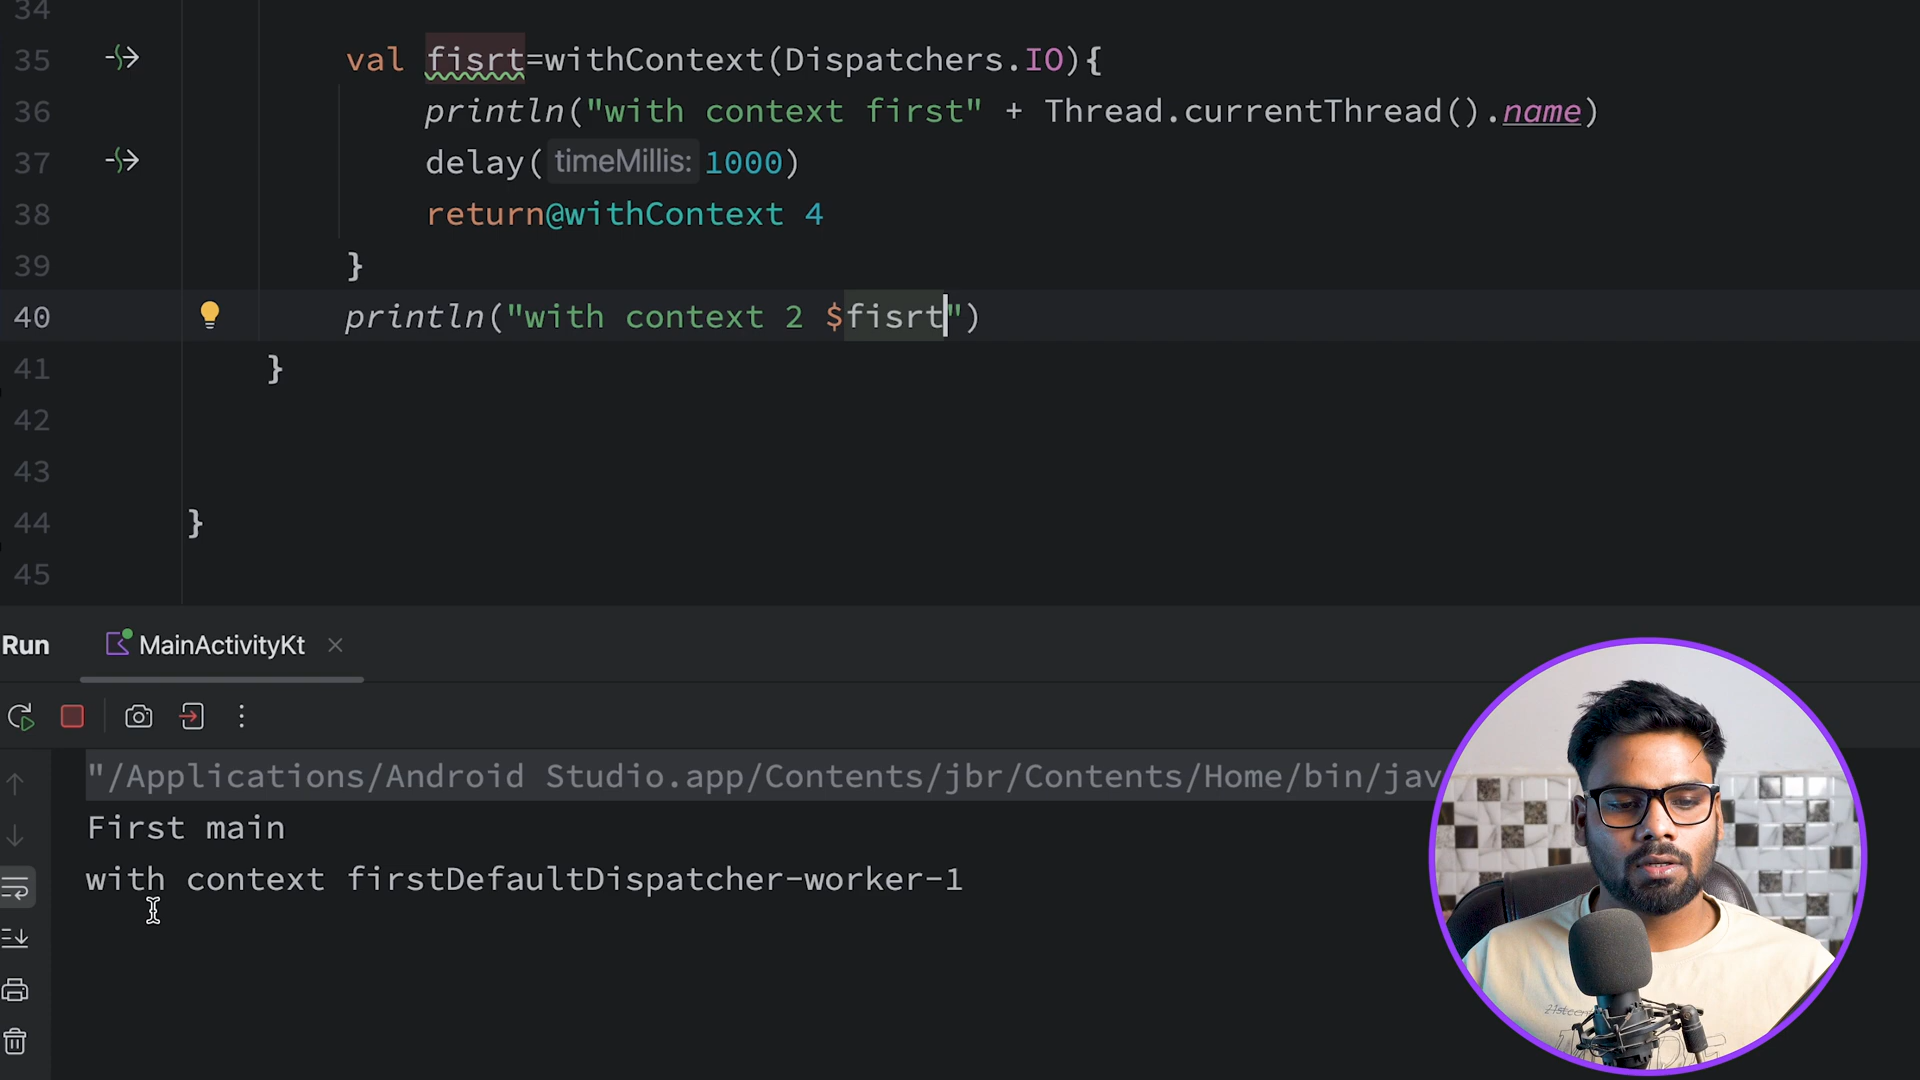 34
35 val fisrt=withContext(Dispatchers.IO){
36 println("with context first" + Thread.currentThread().name)
37 delay( timeMillis: 1000)
38 return@withContext 4
39 }
40 println("with context 2 $fisrt")
41 }
42
43
44 }
45
Run MainActivityKt
"/Applications/Android Studio.app/Contents/jbr/Contents/Home/bin/jav
First main
with context firstDefaultDispatcher-worker-1